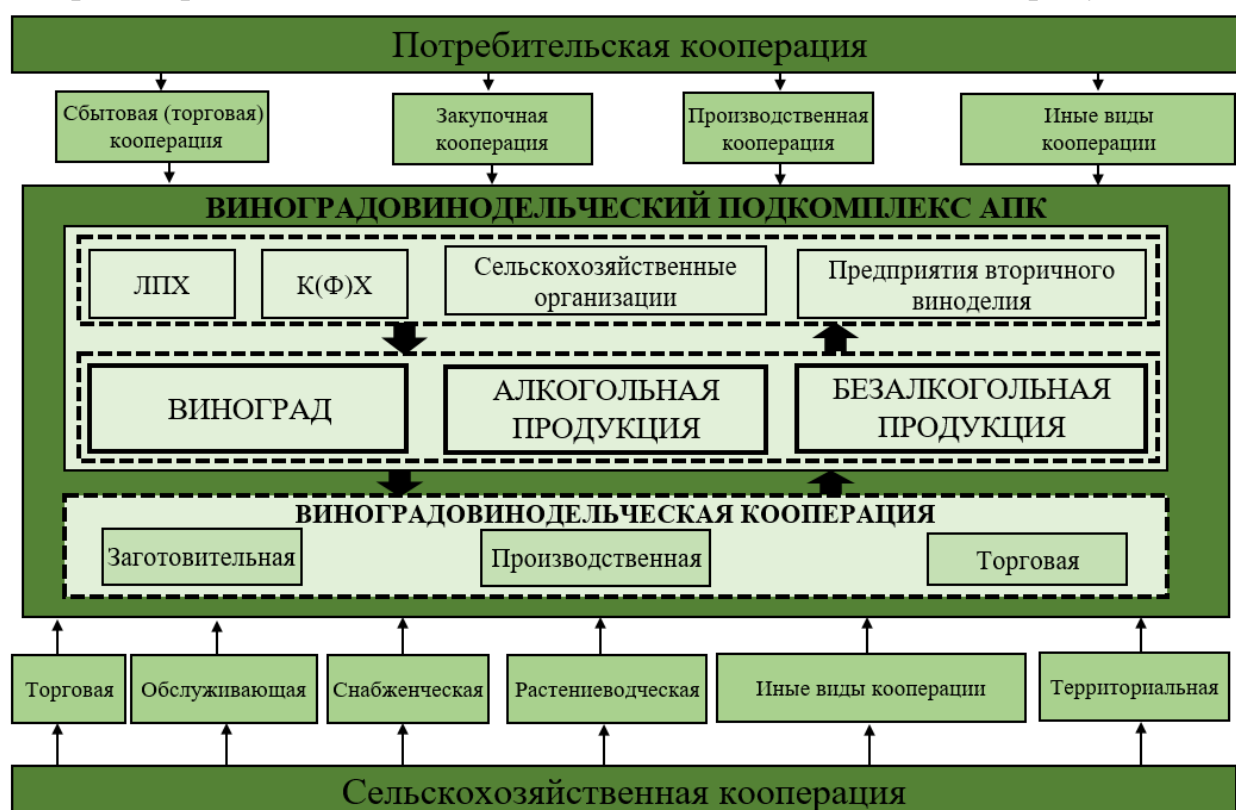 Потребительская кооперация
Сбытовая (торговая)
кооперация
Закупочная
кооперация
Производственная
кооперация
Иные виды
кооперации
ВИНОГРАДОВИНОДЕЛЬЧЕСКИЙ ПОДКОМПЛЕКС АПК
ЛПХ
К(Ф)Х
Сельскохозяйственные
организации
Предприятия вторичного
виноделия
ВИНОГРАД
АЛКОГОЛЬНАЯ
ПРОДУКЦИЯ
БЕЗАЛКОГОЛЬНАЯ
ПРОДУКЦИЯ
ВИНОГРАДОВИНОДЕЛЬЧЕСКАЯ КООПЕРАЦИЯ
Заготовительная
Производственная
Торговая
Торговая
Обслуживающая
Снабженческая
Растениеводческая
Иные виды кооперации
Территориальная
Сельскохозяйственная кооперация